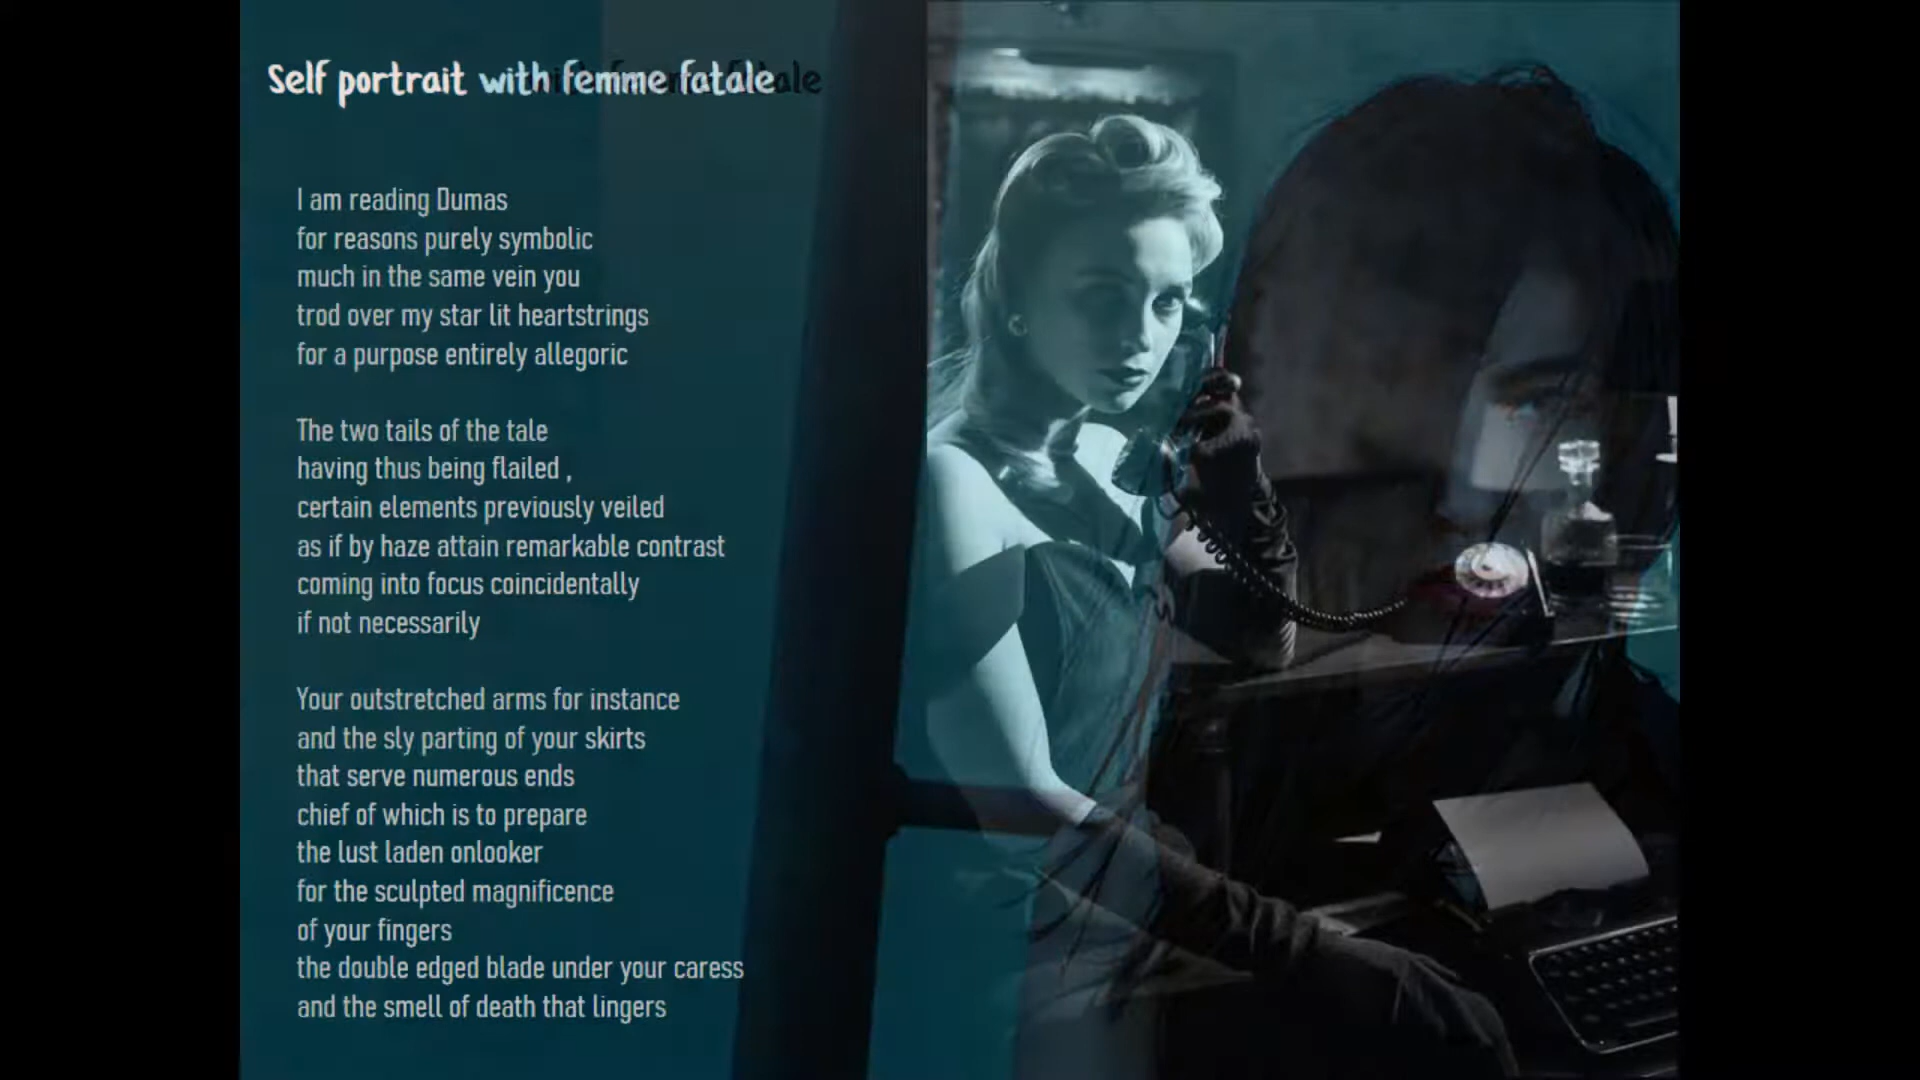 Self portrait with femme fatale
I am reading Dumas
for reasons purely symbolic
much in the same vein you
trod over my star lit heartstrings
for a purpose entirely allegoric
The two tails of the tale
having thus being flailed ,
certain elements previously veiled
as if by haze attain remarkable contrast
coming into focus coincidentally
if not necessarily
Your outstretched arms for instance
and the sly parting of your skirts
that serve numerous ends
chief of which is to prepare
the lust laden onlooker
for the sculpted magnificence
of your fingers
the double edged blade under your caress
and the smell of death that lingers